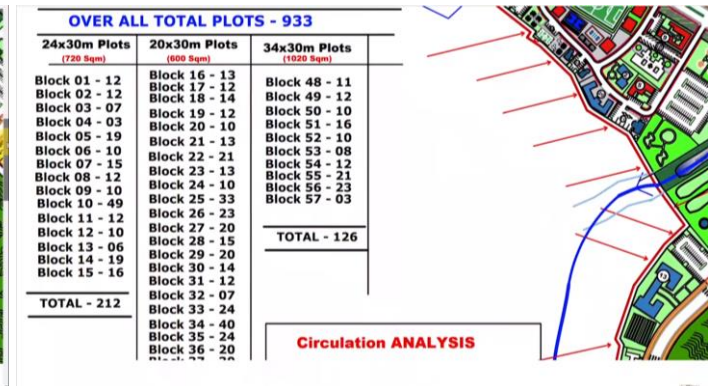 OVER ALL TOTAL PLOTS - 933
24x30m Plots
(720 Sqm)
Block 01 - 12
Block 02 - 12
Block 03 - 07
Block 04 - 03
Block 05 - 19
Block 06 - 10
Block 07 - 15
Block 08 - 12
Block 09 - 10
Block 10 - 49
Block 11 - 12
Block 12 - 10
Block 13 - 06
Block 14 - 19
Block 15 - 16
TOTAL - 212
20x30m Plots
(600 Sqm)
Block 16 - 13
Block 17 - 12
Block 18 - 14
Block 19 - 12
Block 20 - 10
Block 21 - 13
Block 22 - 21
Block 23 - 13
Block 24 - 10
Block 25 - 33
Block 26 - 23
Block 27 - 20
Block 28 - 15
Block 29 - 20
Block 30 - 14
Block 31 - 12
Block 32 - 07
Block 33 - 24
Block 34 - 40
Block 35 - 24
Block 36 - 20
34x30m Plots
(1020 Sqm)
Block 48 - 11
Block 49 - 12
Block 50 - 10
Block 51 - 16
Block 52 - 10
Block 53 - 08
Block 54 - 12
Block 55 - 21
Block 56 - 23
Block 57 - 03
TOTAL - 126
Circulation ANALYSIS